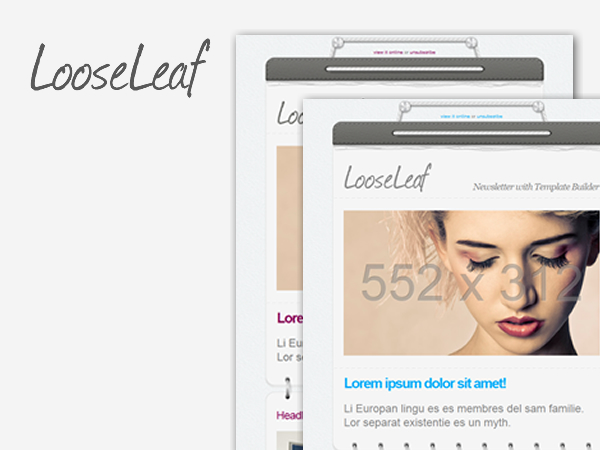 LooseLeaf
view it online or unsubscribe
view it online or unsubscribe
LooseLeaf
Newsletter with Template Builder
552 x 312
Lorem ipsum dolor sit amet!
Li Europan lingu es es membres del sam familie.
Lor separat existentie es un myth.
Loo
Lore
Li Eu
Lor s
Headl